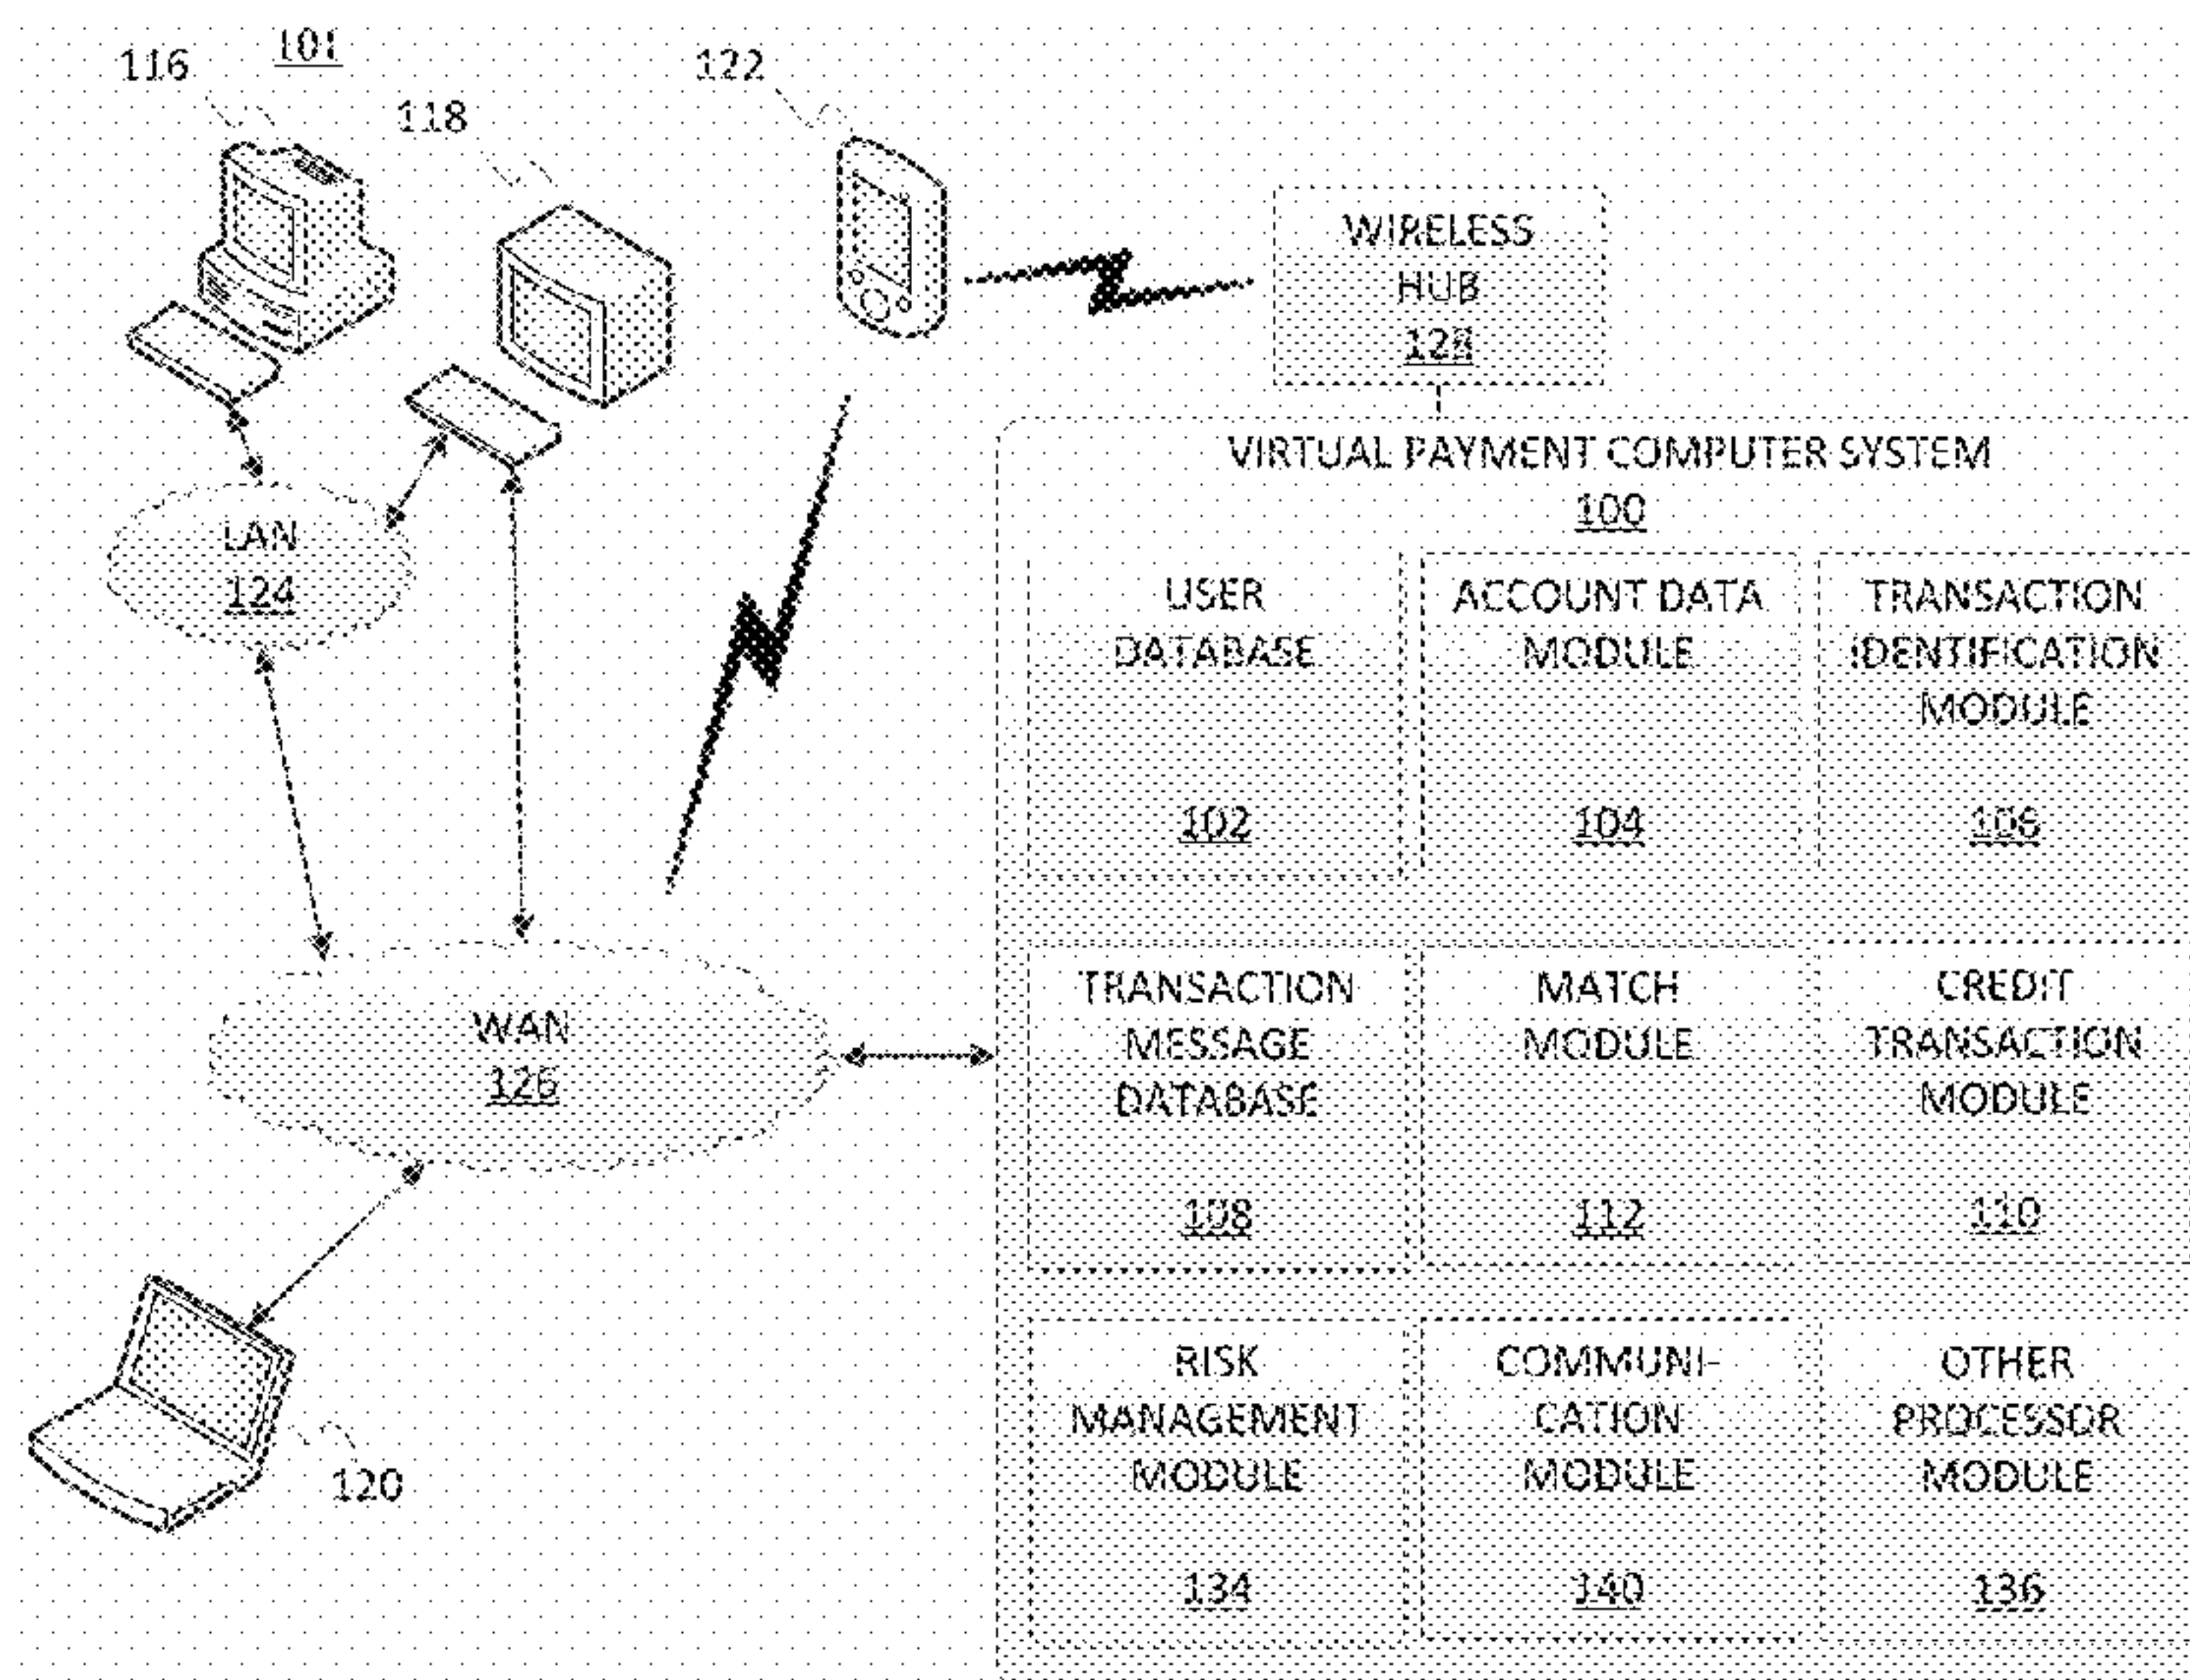 101
116
118
122
WIRELESS
HUB
128
VIRTUAL PAYMENT COMPUTER SYSTEM
100
LAN
124
USER
DATABASE
102
ACCOUNT DATA
MODULE
104
TRANSACTION
IDENTIFICATION
MODULE
106
WAN
126
TRANSACTION
MESSAGE
DATABASE
108
MATCH
MODULE
112
CREDIT
TRANSACTION
MODULE
110
120
RISK
MANAGEMENT
MODULE
134
COMMUNI-
CATION
MODULE
140
OTHER
PROCESSOR
MODULE
136